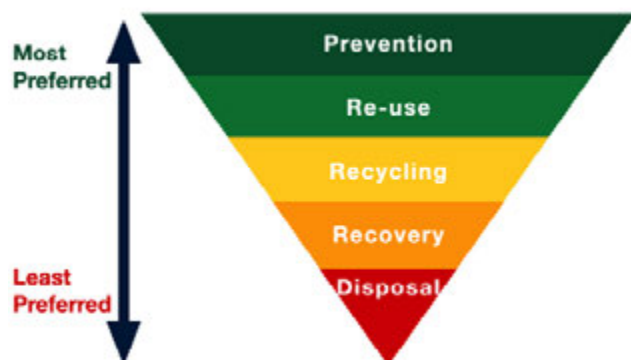 Most
Preferred
Prevention
Re-use
Recycling
Recovery
Disposal
Least
Preferred